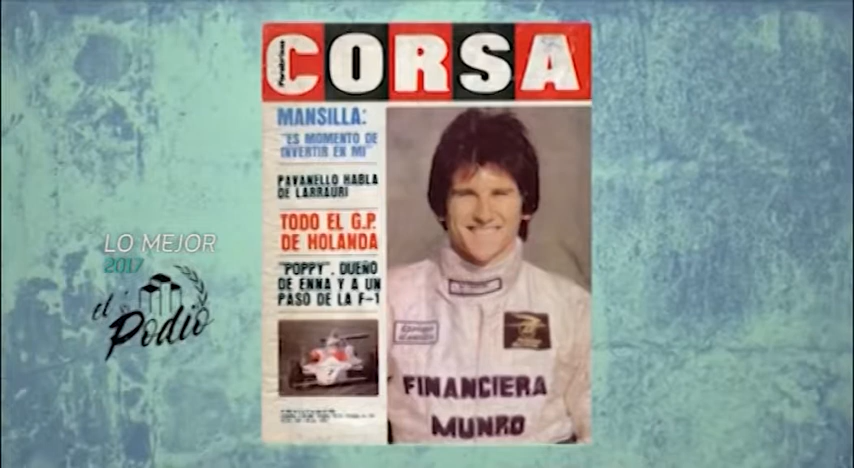 CORSA
MANSILLA:
"ES MOMENTO DE
INVERTIR EN MI"
PAVANELLO HABLA
DE LARRAURI
TODO EL G.P.
DE HOLANDA
"POPPY", DUEÑO
DE ENNA Y A UN
PASO DE LA F-1
FINANCIERA
MUNRO
LO MEJOR
2017
el
Podio